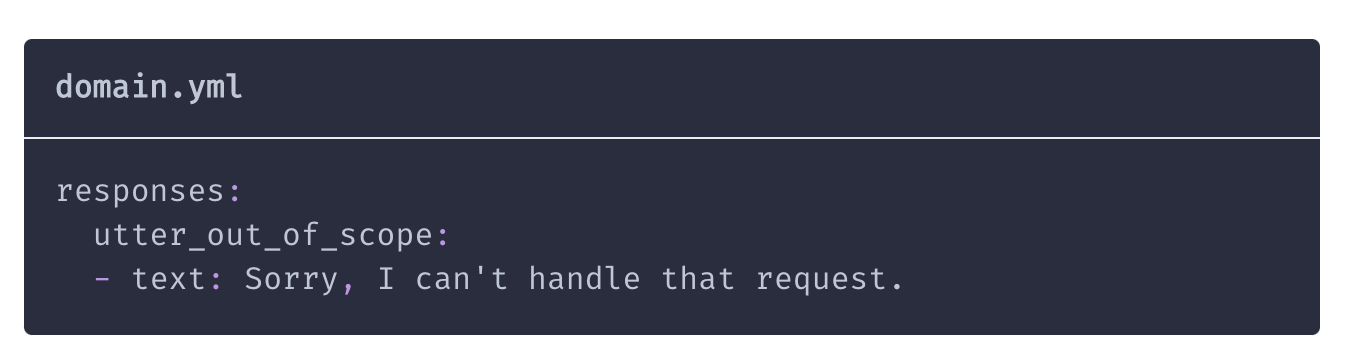 domain.yml
responses:
  utter_out_of_scope:
  - text: Sorry, I can't handle that request.